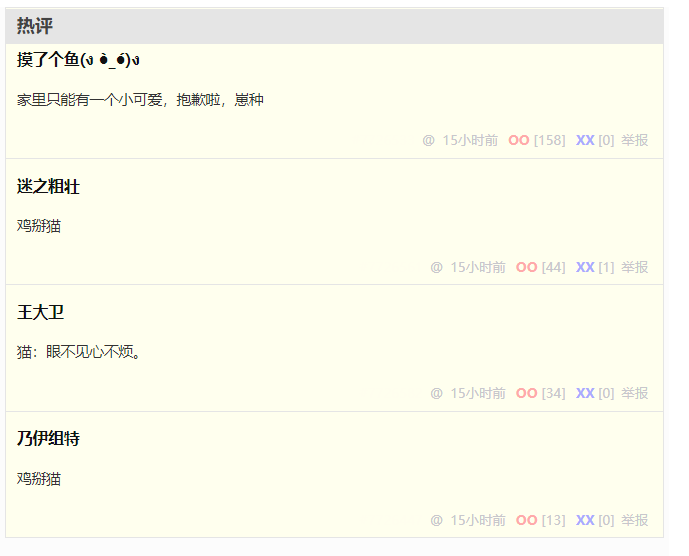 热评
摸了个鱼(ง •̀_•́)ง
家里只能有一个小可爱，抱歉啦，崽种
@ 15小时前 OO [158] XX [0] 举报
迷之粗壮
鸡掰猫
@ 15小时前 OO [44] XX [1] 举报
王大卫
猫：眼不见心不烦。
@ 15小时前 OO [34] XX [0] 举报
乃伊组特
鸡掰猫
@ 15小时前 OO [13] XX [0] 举报